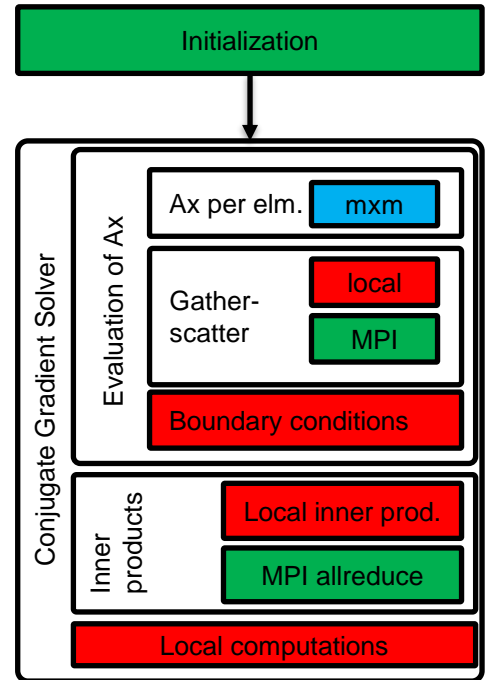 Initialization
Conjugate Gradient Solver
Evaluation of Ax
Ax per elm.
mxm
Gather-
scatter
local
MPI
Boundary conditions
Inner
products
Local inner prod.
MPI allreduce
Local computations